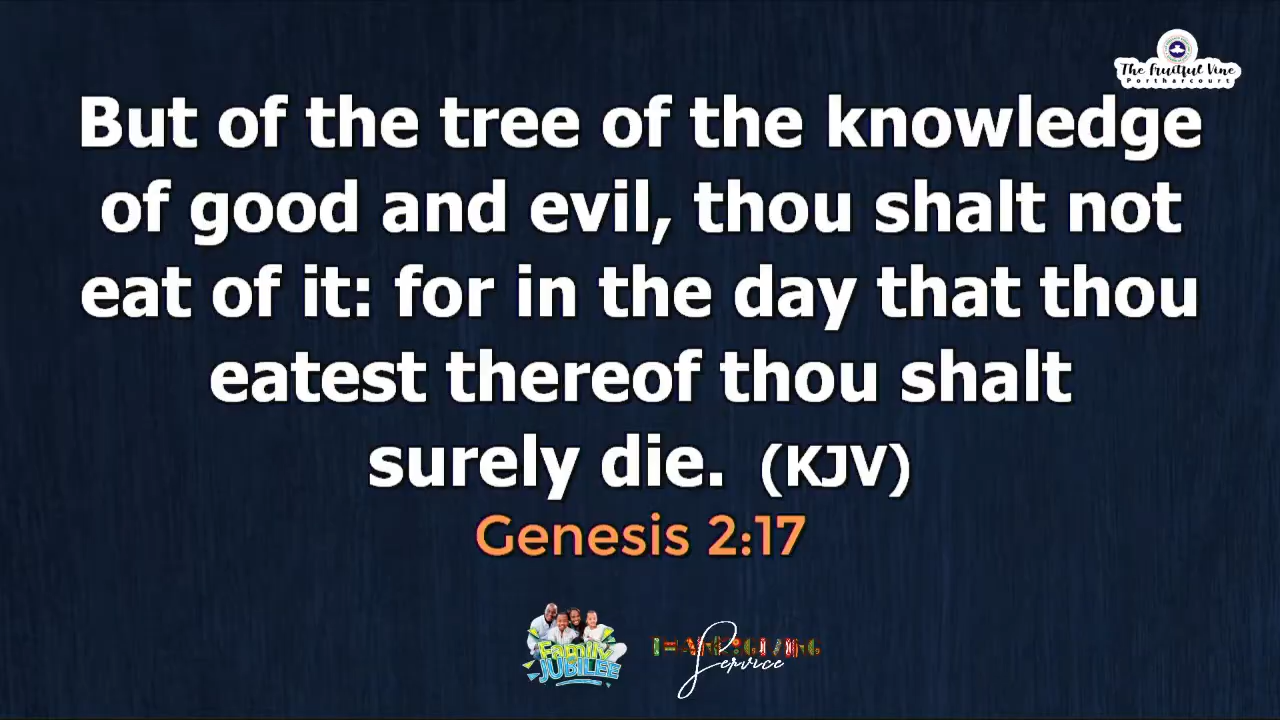 The fruitful Vine
Portharcourt
But of the tree of the knowledge
of good and evil, thou shalt not
eat of it: for in the day that thou
eatest thereof thou shalt
surely die. (KJV)
Genesis 2:17
Family
JUBILEE
THANKSGIVING
Service